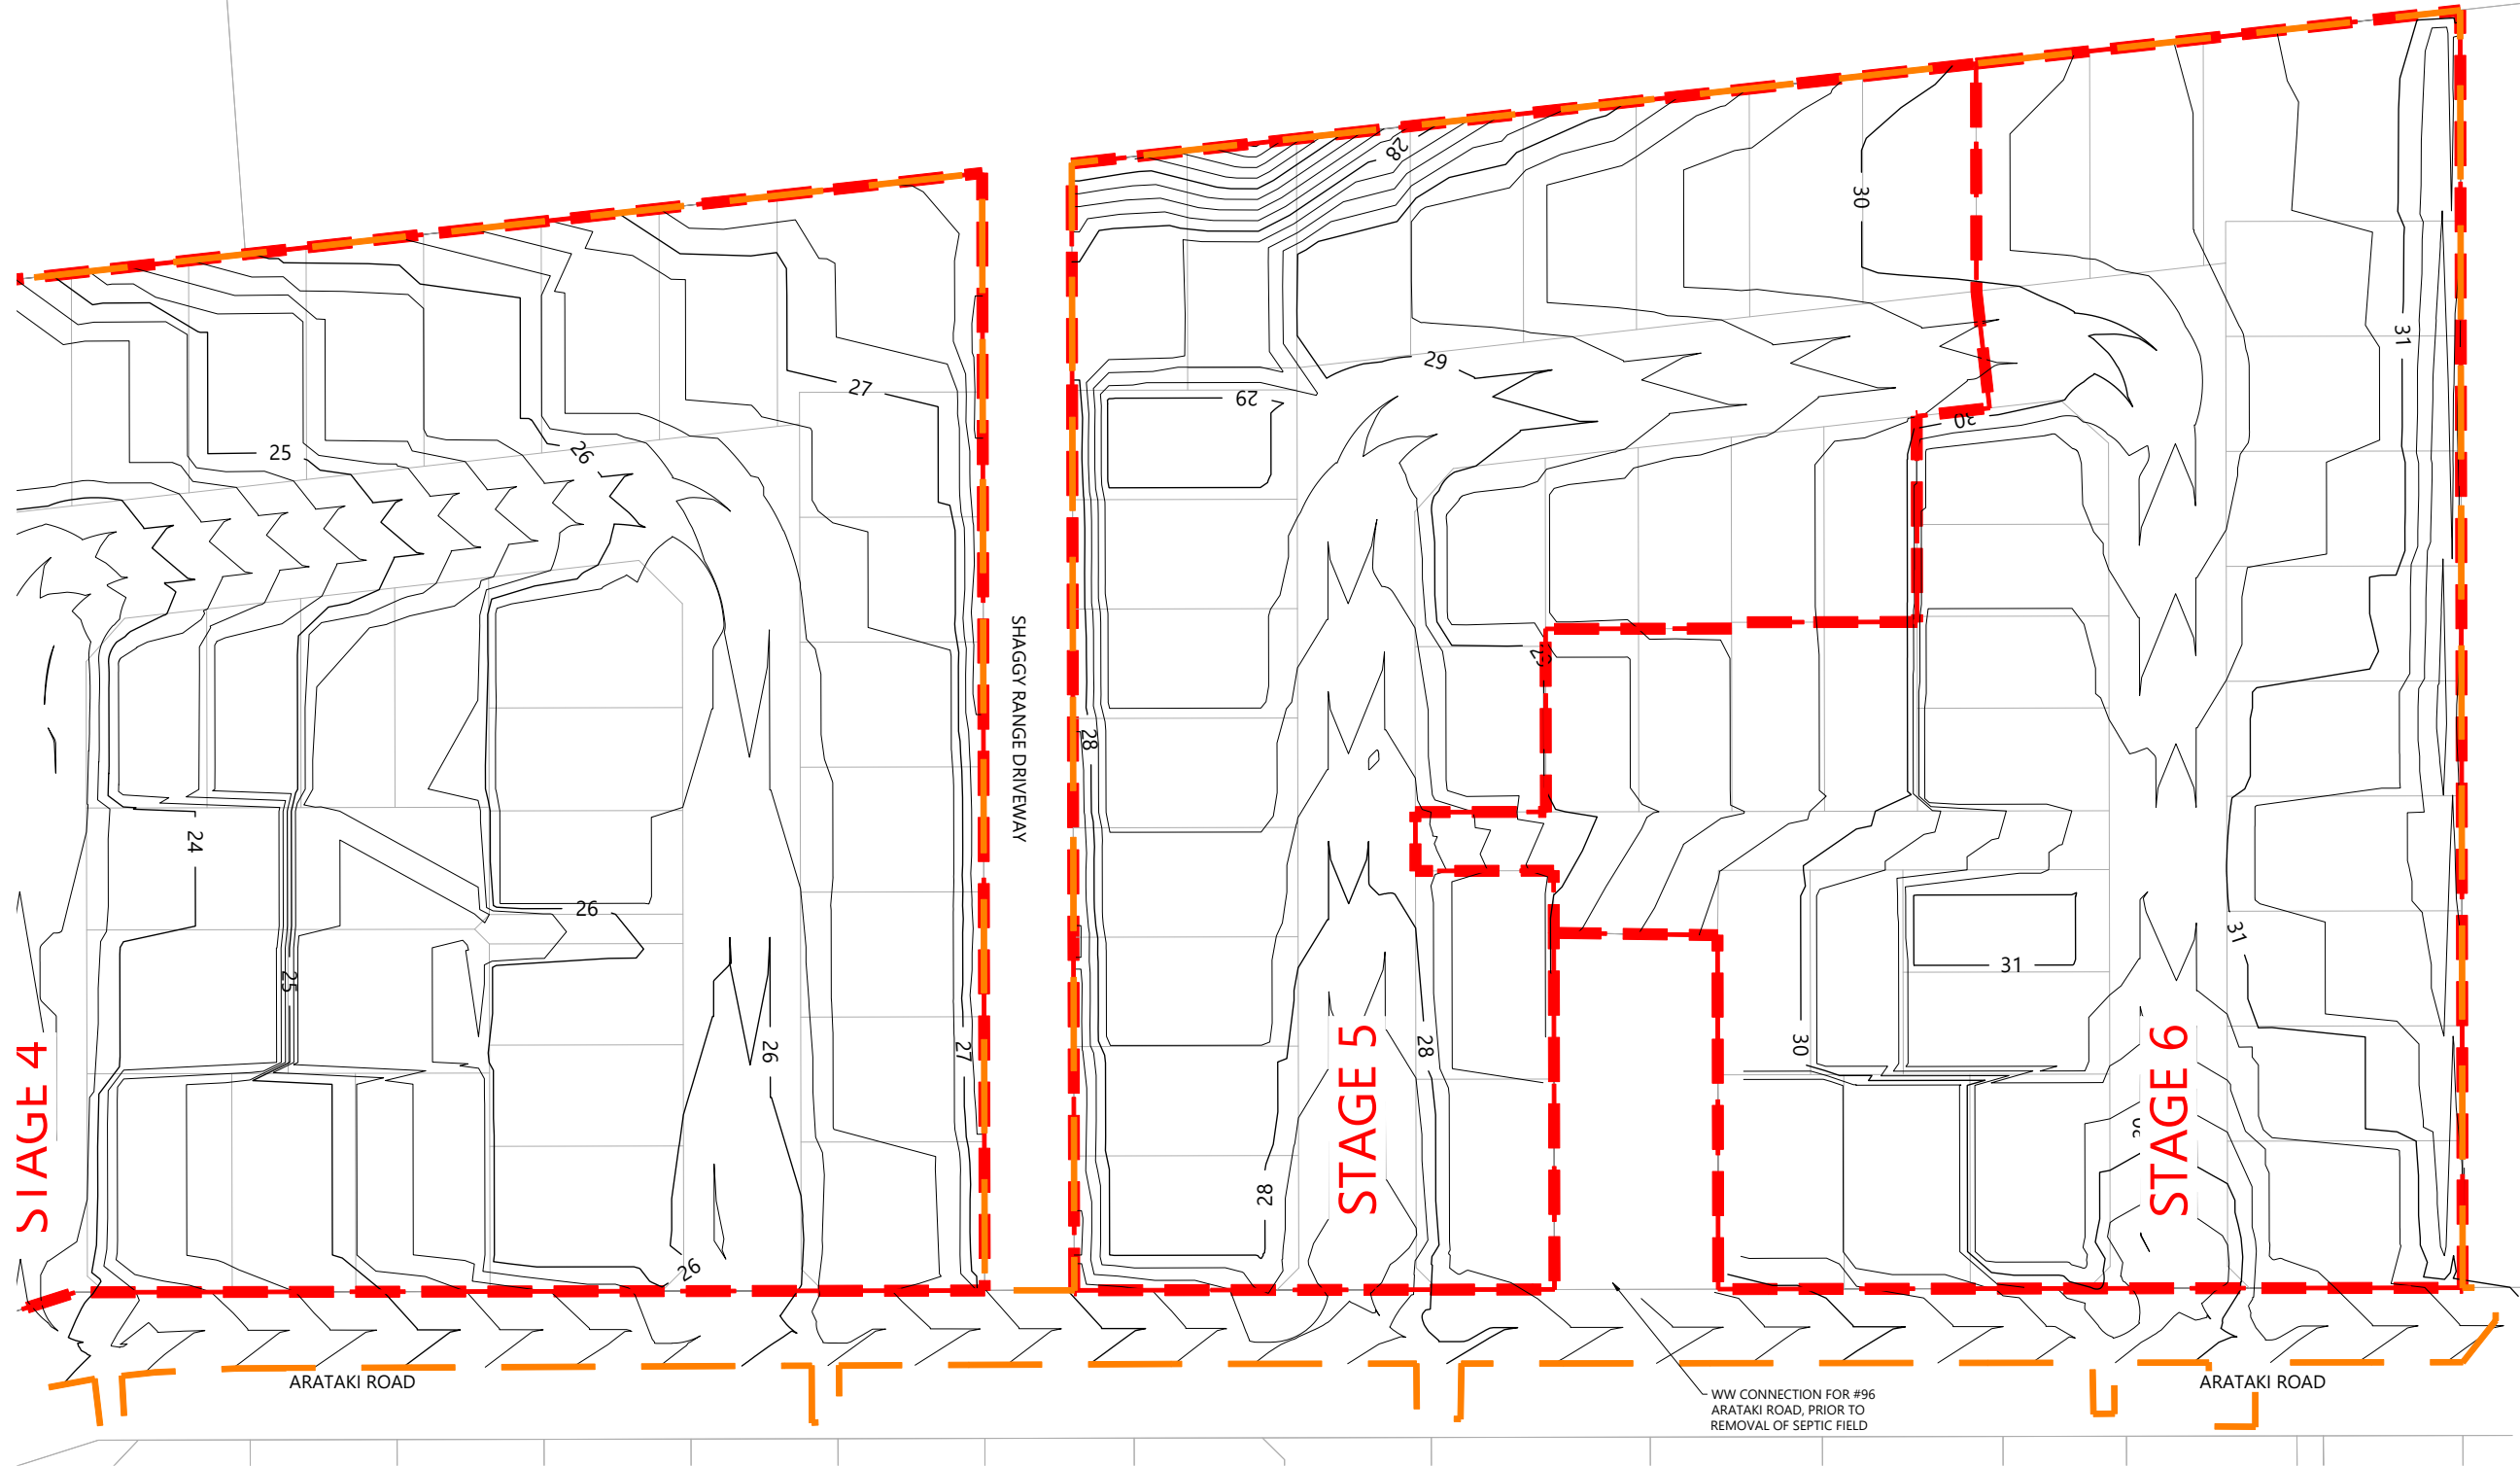 28
30
31
29
27
29
25
26
30
29
SHAGGY RANGE DRIVEWAY
28
24
26
31
31
25
STAGE 4
27
26
28
STAGE 5
30
STAGE 6
30
28
26
ARATAKI ROAD
ARATAKI ROAD
WW CONNECTION FOR #96
ARATAKI ROAD, PRIOR TO
REMOVAL OF SEPTIC FIELD